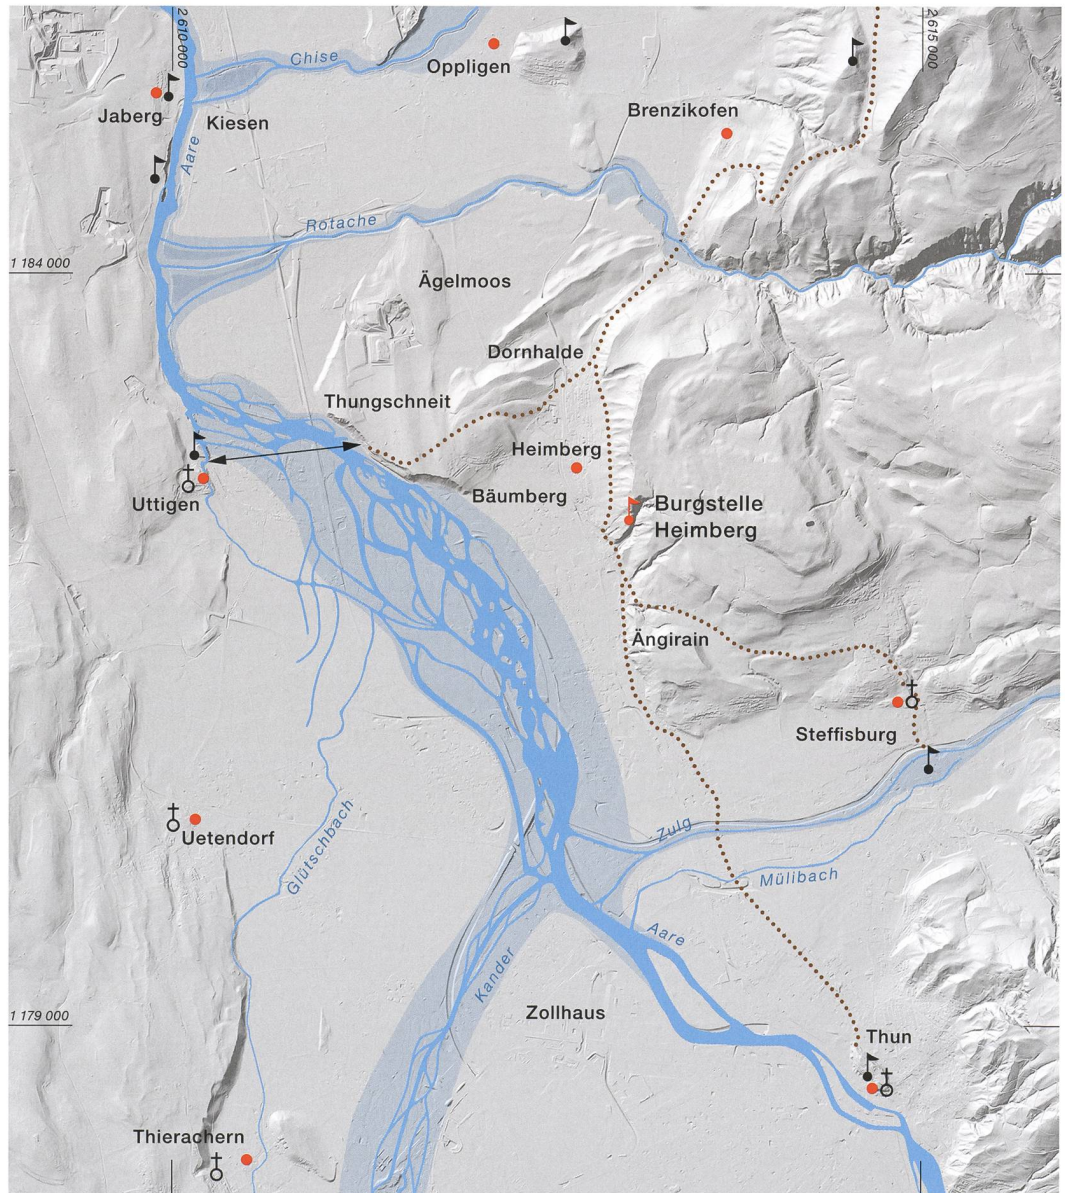 2 610 000
2 615 000
Chise
Oppligen
Jaberg
Kiesen
Brenzikofen
Aare
Rotache
1 184 000
Ägelmoos
Dornhalde
Thungschneit
Heimberg
Bäumberg
Uttigen
Burgstelle
Heimberg
Ängirain
Steffisburg
Zulg
Uetendorf
Glütschbach
Mülibach
Aare
Kander
Zollhaus
1 179 000
Thun
Thierachern